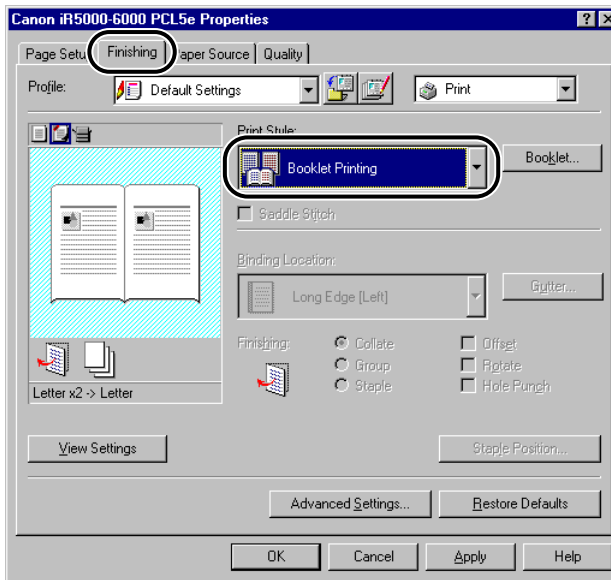 Canon iR5000-6000 PCL5e Properties
Page Setu Finishing aper Source Quality
Profile: Default Settings Print
Print Style:
Booklet Printing Booklet...
Saddle Stitch
Binding Location:
Long Edge [Left] Gutter...
Finishing: Collate Offset
Group Rotate
Staple Hole Punch
Letter x2 -> Letter
View Settings Staple Position...
Advanced Settings... Restore Defaults
OK Cancel Apply Help